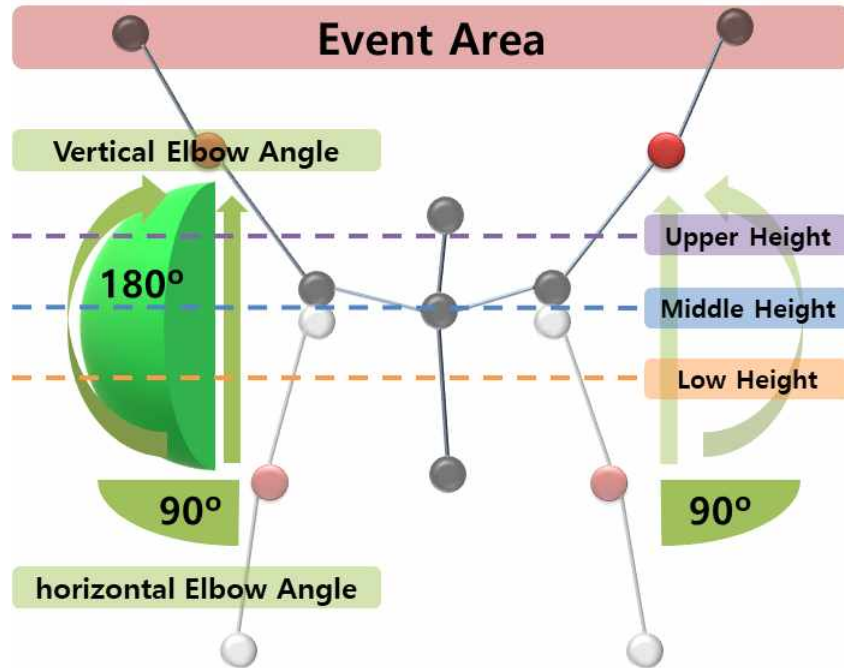 Event Area
Vertical Elbow Angle
Upper Height
180º
Middle Height
Low Height
90º
90º
horizontal Elbow Angle